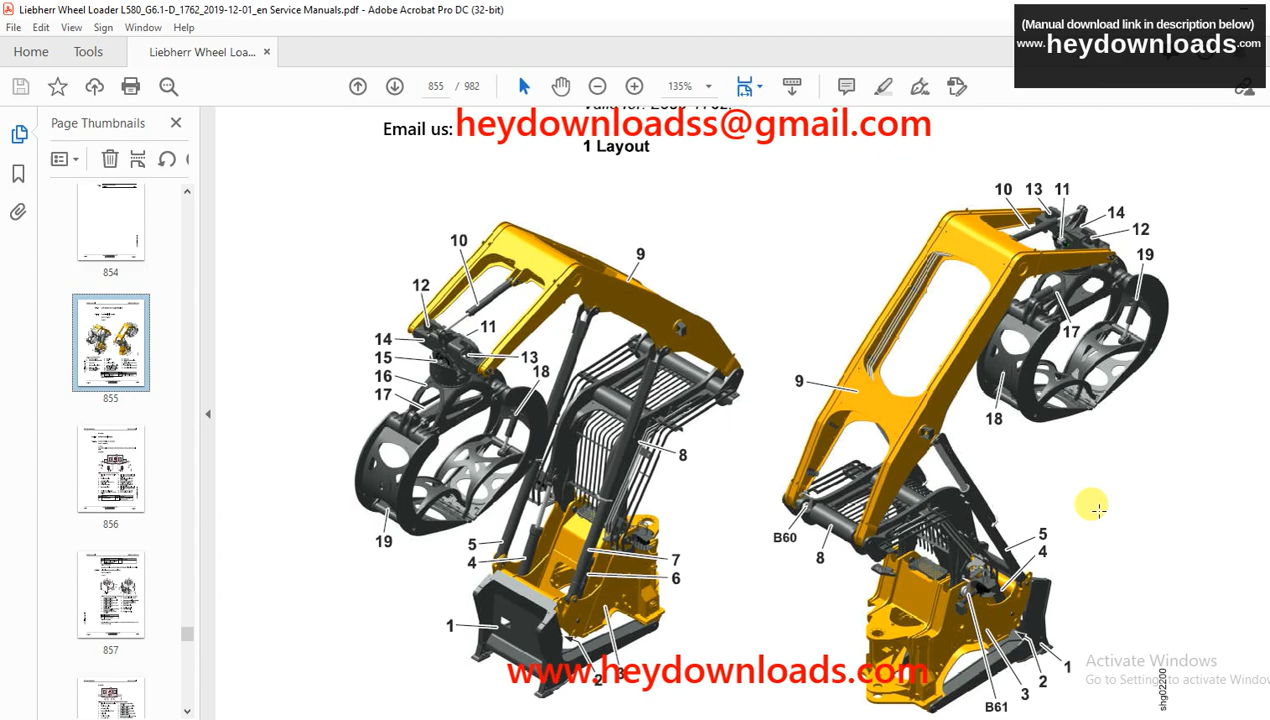 Liebherr Wheel Loader L580_G6.1-D_1762_2019-12-01_en Service Manuals.pdf - Adobe Acrobat Pro DC (32-bit)
File Edit View Sign Window Help
(Manual download link in description below)
www.heydownloads.com
Home Tools Liebherr Wheel Loa... ×
855 / 982 135%
Page Thumbnails
Email us: heydownloadss@gmail.com
1 Layout
10 13 11
14
12
19
10 9
12
11
14
15 13
16 18
17
17
9
18
8
19
B60
8
5
4
5 7
4 6
1
2 3
1
2
3
B61
854
855
856
857
www.heydownloads.com
Activate Windows
Go to Settings to activate Window
shg02200